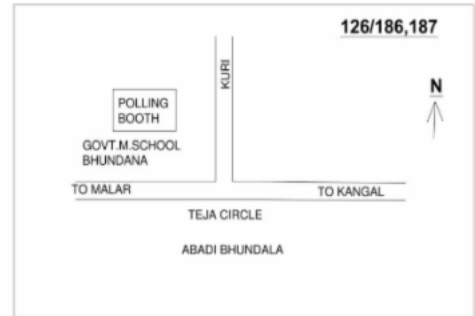 126/186,187
KURI
N
POLLING
BOOTH
GOVT.M.SCHOOL
BHUNDANA
TO MALAR
TO KANGAL
TEJA CIRCLE
ABADI BHUNDALA